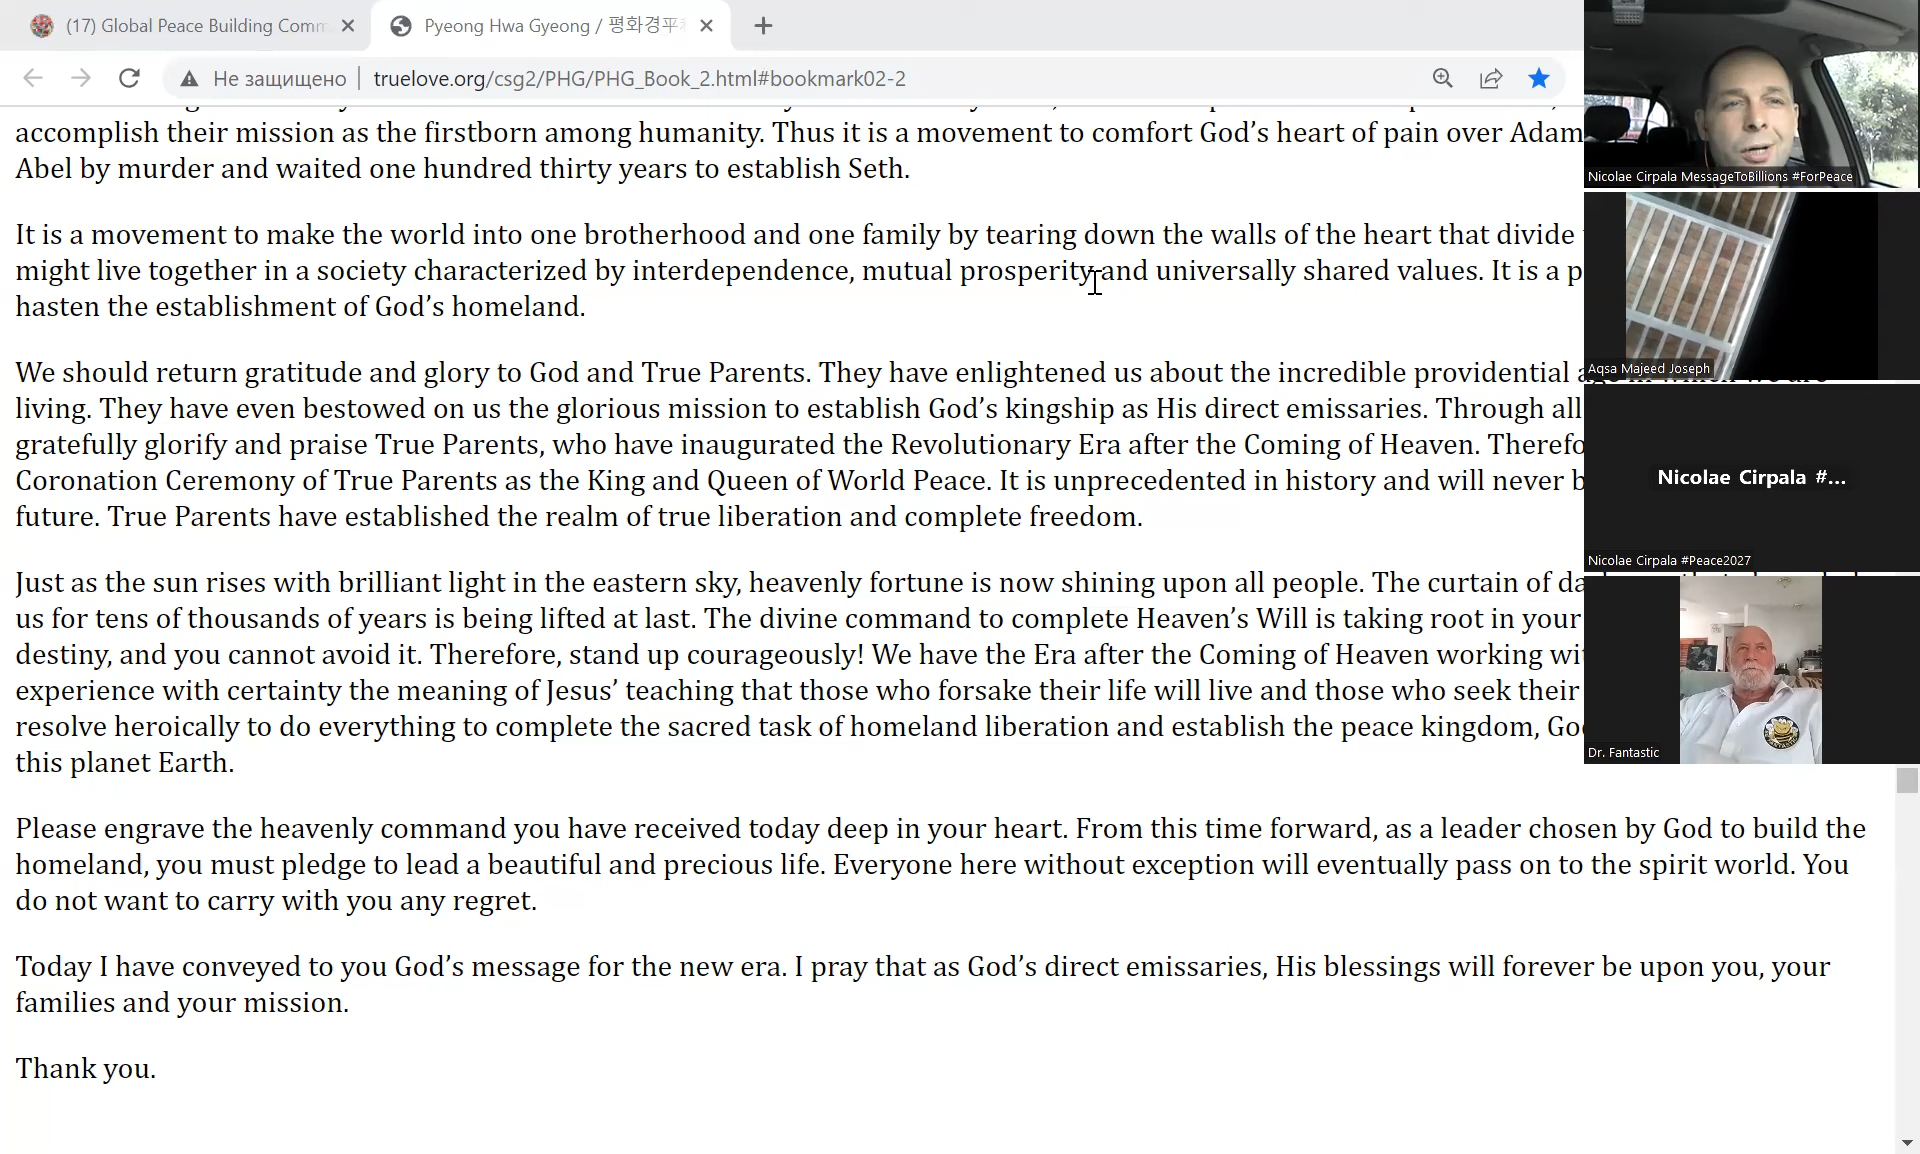 (17) Global Peace Building Comm
Pyeong Hwa Gyeong / 평화경平
Не защищено
truelove.org/csg2/PHG/PHG_Book_2.html#bookmark02-2
accomplish their mission as the firstborn among humanity. Thus it is a movement to comfort God’s heart of pain over Adam
Abel by murder and waited one hundred thirty years to establish Seth.
It is a movement to make the world into one brotherhood and one family by tearing down the walls of the heart that divide
might live together in a society characterized by interdependence, mutual prosperity and universally shared values. It is a p
hasten the establishment of God’s homeland.
We should return gratitude and glory to God and True Parents. They have enlightened us about the incredible providential age in which we are
living. They have even bestowed on us the glorious mission to establish God’s kingship as His direct emissaries. Through all
gratefully glorify and praise True Parents, who have inaugurated the Revolutionary Era after the Coming of Heaven. Therefo
Coronation Ceremony of True Parents as the King and Queen of World Peace. It is unprecedented in history and will never b
future. True Parents have established the realm of true liberation and complete freedom.
Just as the sun rises with brilliant light in the eastern sky, heavenly fortune is now shining upon all people. The curtain of da
us for tens of thousands of years is being lifted at last. The divine command to complete Heaven’s Will is taking root in your
destiny, and you cannot avoid it. Therefore, stand up courageously! We have the Era after the Coming of Heaven working wi
experience with certainty the meaning of Jesus’ teaching that those who forsake their life will live and those who seek their
resolve heroically to do everything to complete the sacred task of homeland liberation and establish the peace kingdom, Go
this planet Earth.
Please engrave the heavenly command you have received today deep in your heart. From this time forward, as a leader chosen by God to build the
homeland, you must pledge to lead a beautiful and precious life. Everyone here without exception will eventually pass on to the spirit world. You
do not want to carry with you any regret.
Today I have conveyed to you God’s message for the new era. I pray that as God’s direct emissaries, His blessings will forever be upon you, your
families and your mission.
Thank you.
Nicolae Cirpala MessageToBillions #ForPeace
Aqsa Majeed Joseph
Nicolae Cirpala #...
Nicolae Cirpala #Peace2027
Dr. Fantastic